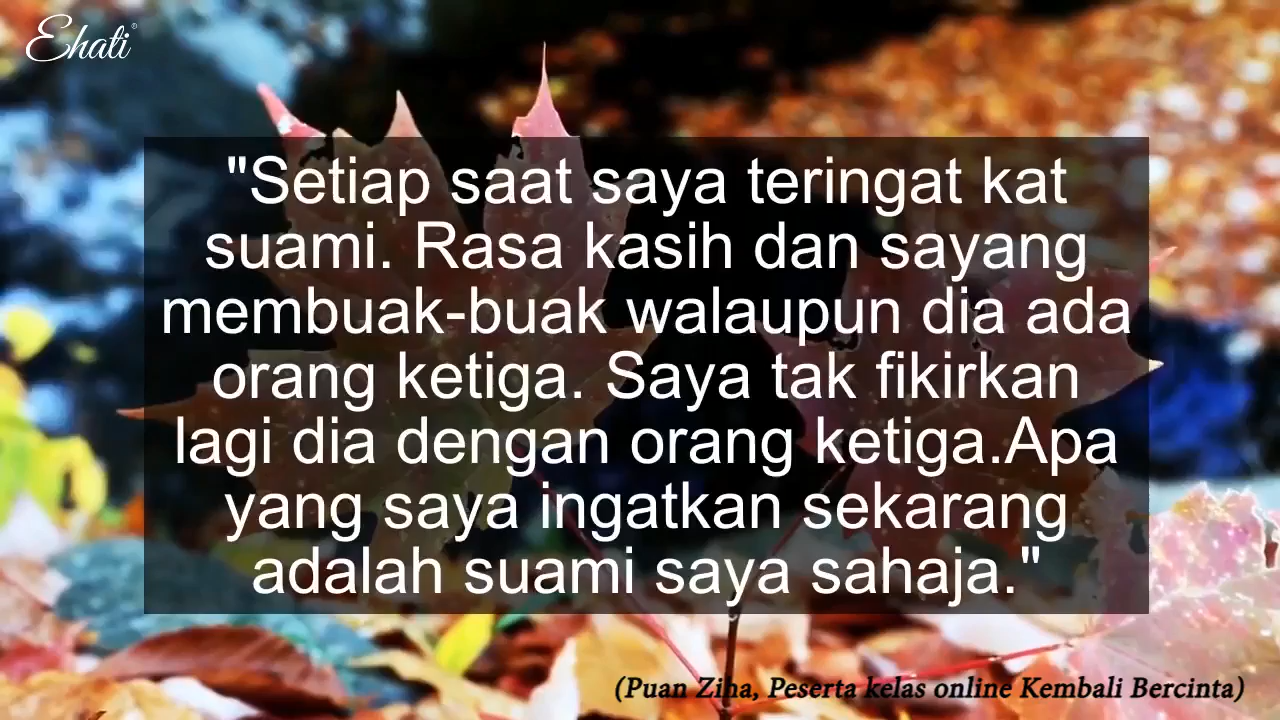 Ehati®
"Setiap saat saya teringat kat
suami. Rasa kasih dan sayang
membuak-buak walaupun dia ada
orang ketiga. Saya tak fikirkan
lagi dia dengan orang ketiga.Apa
yang saya ingatkan sekarang
adalah suami saya sahaja."
(Puan Ziha, Peserta kelas online Kembali Bercinta)